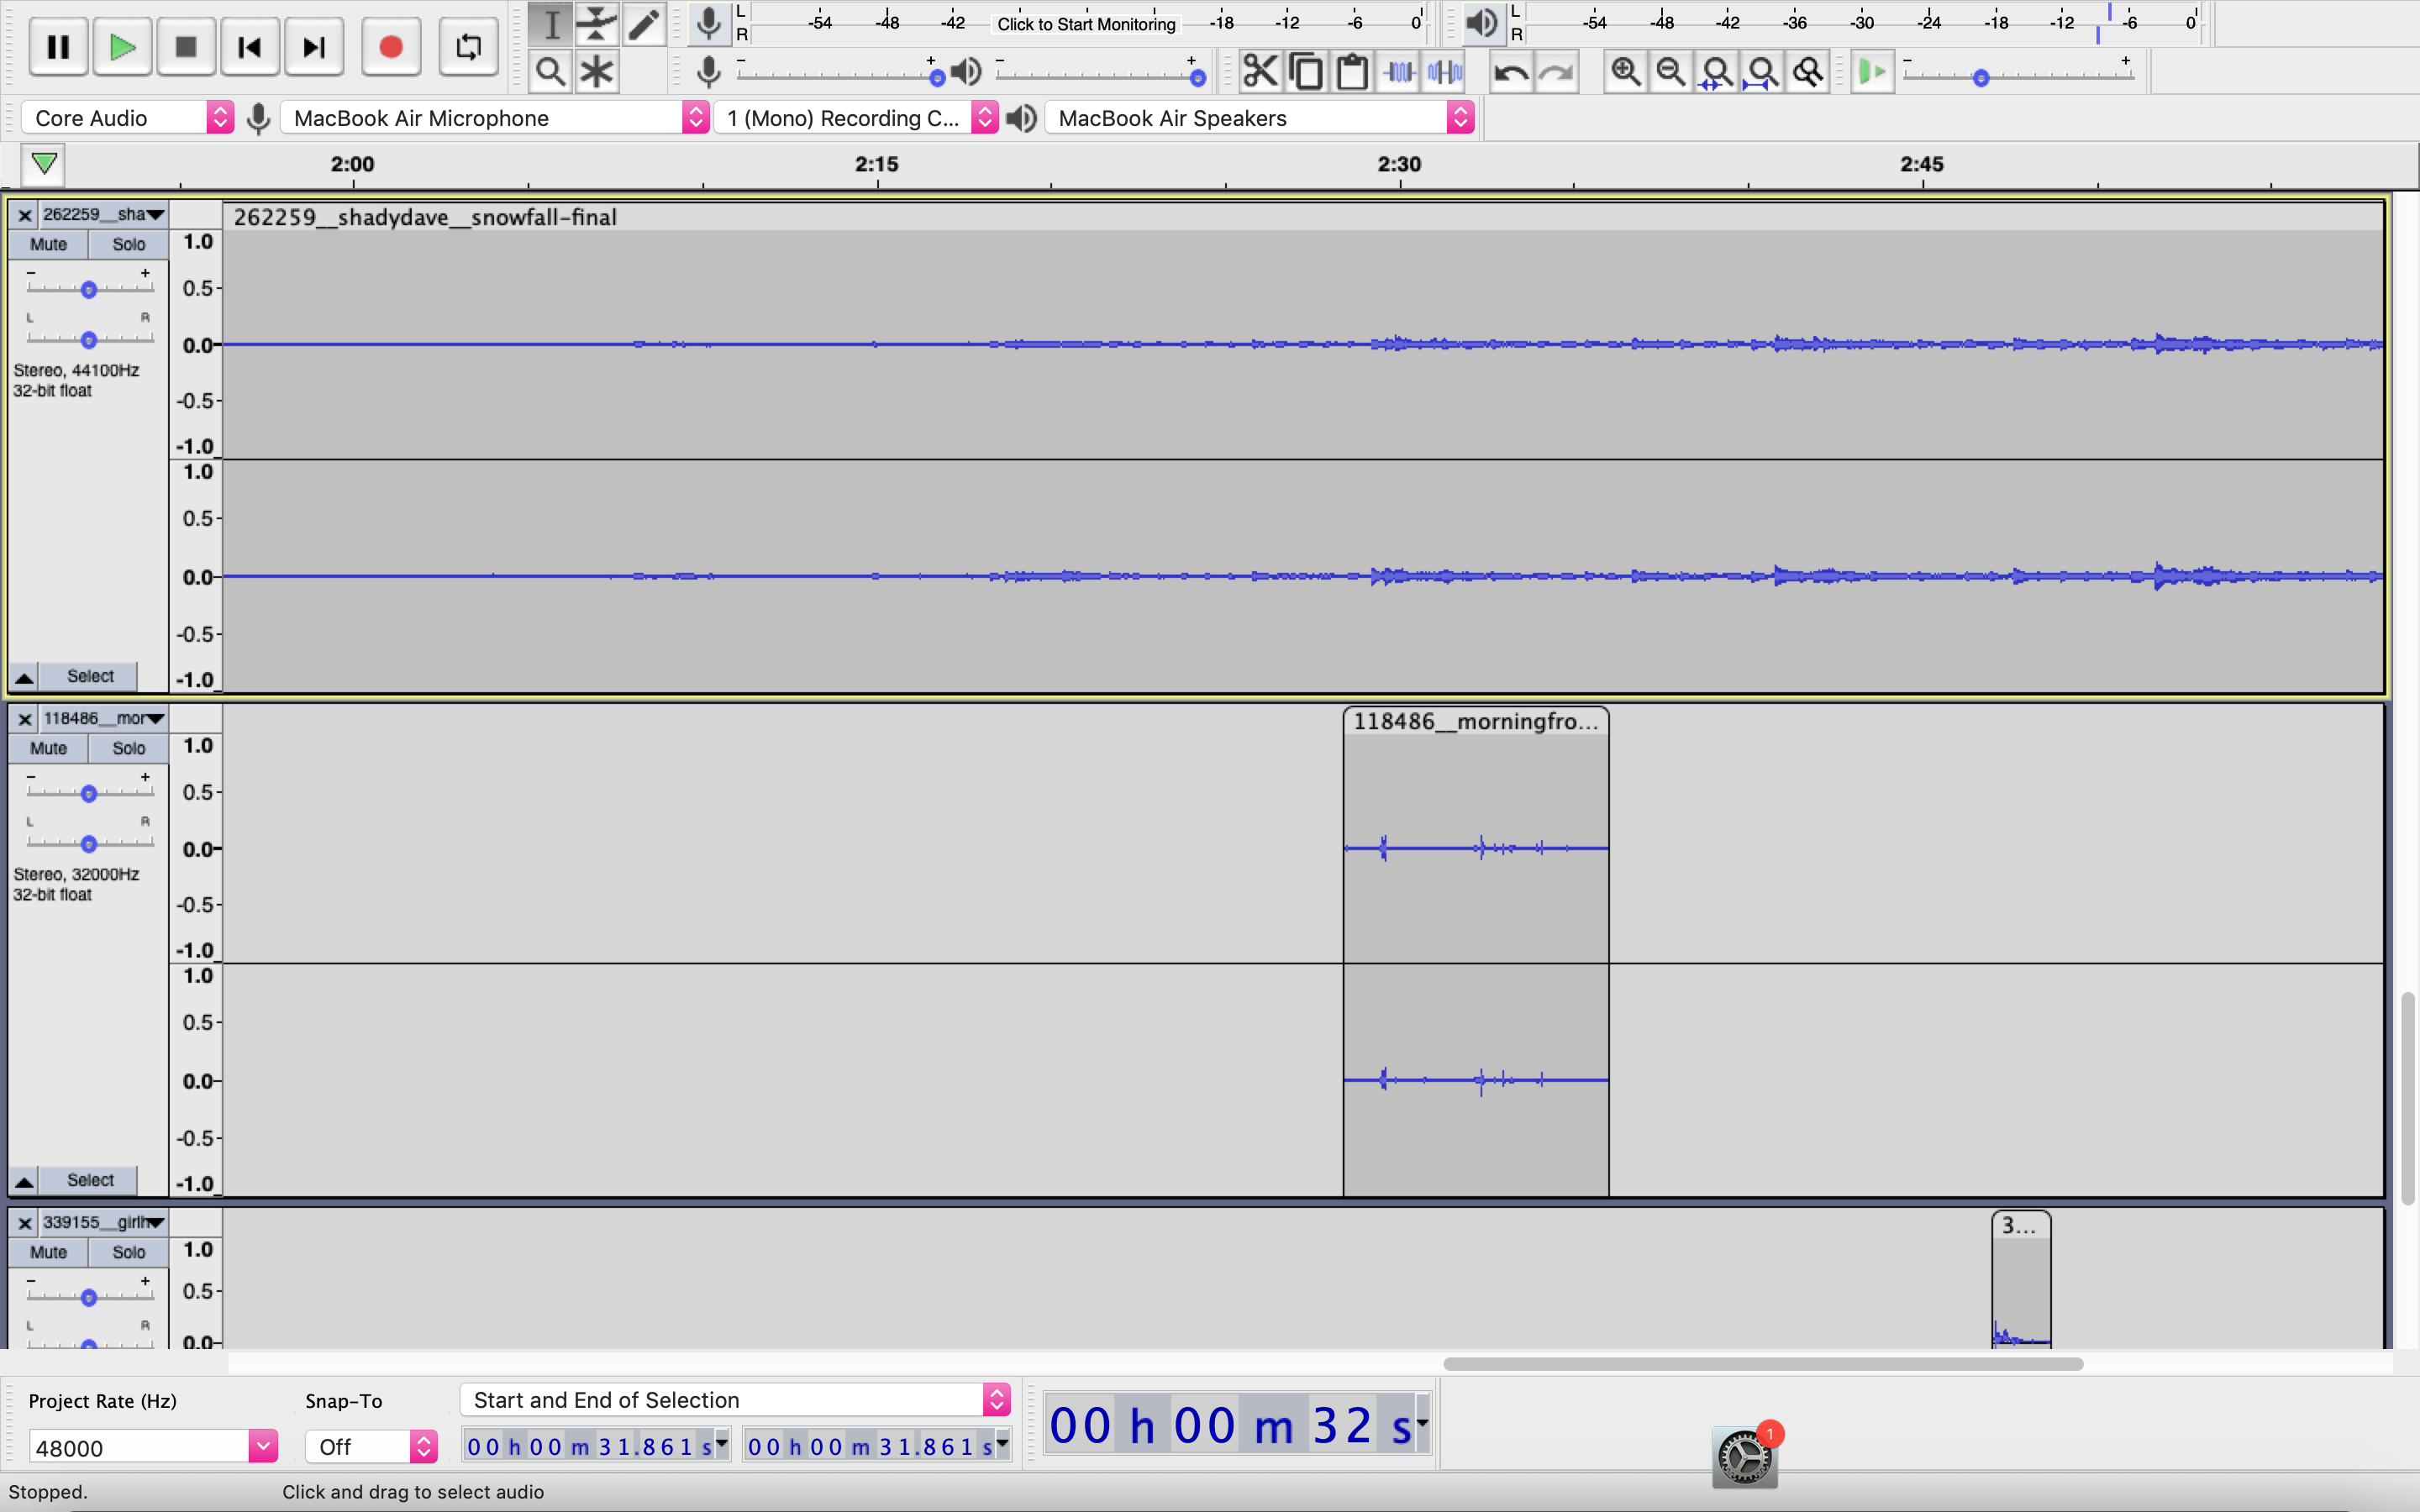 L
R
-54 -48 -42 Click to Start Monitoring -18 -12 -6 0
L
R
-54 -48 -42 -36 -30 -24 -18 -12 -6 0
- +
- +
- +
Core Audio
MacBook Air Microphone
1 (Mono) Recording C...
MacBook Air Speakers
2:00 2:15 2:30 2:45
262259__sha
262259__shadydave__snowfall-final
Mute Solo
- +
L R
Stereo, 44100Hz
32-bit float
Select
1.0
0.5
0.0
-0.5
-1.0
1.0
0.5
0.0
-0.5
-1.0
118486__mor
118486__morningfro...
Mute Solo
- +
L R
Stereo, 32000Hz
32-bit float
Select
1.0
0.5
0.0
-0.5
-1.0
1.0
0.5
0.0
-0.5
-1.0
339155__girlh
3...
Mute Solo
- +
L R
1.0
0.5
0.0
Project Rate (Hz)
48000
Snap-To
Off
Start and End of Selection
00 h 00 m 31.861 s
00 h 00 m 31.861 s
00 h 00 m 32 s
1
Stopped.
Click and drag to select audio